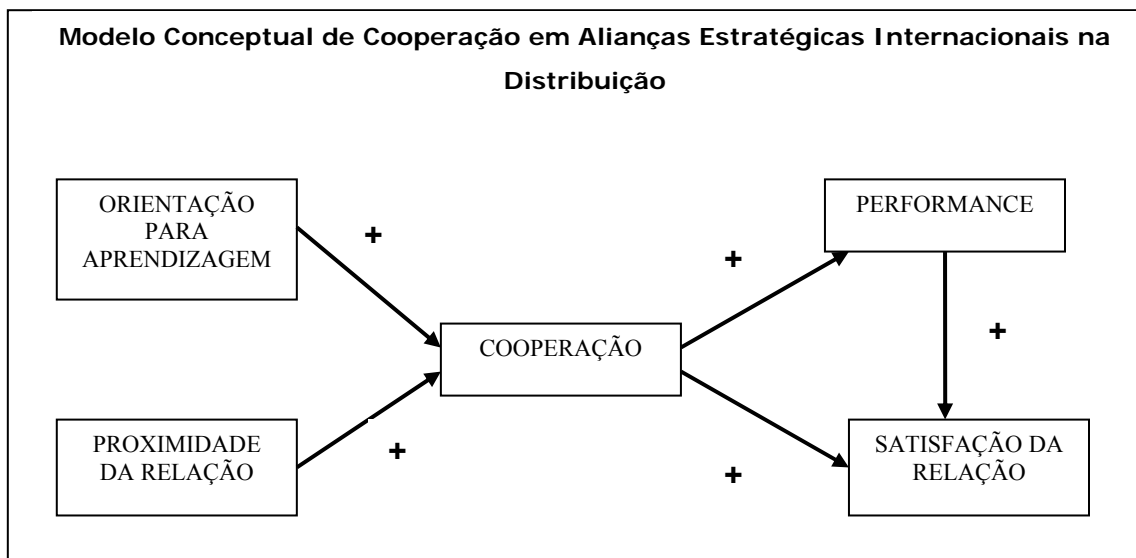 Modelo Conceptual de Cooperação em Alianças Estratégicas Internacionais na
Distribuição
ORIENTAÇÃO
PARA
APRENDIZAGEM
+
+
PERFORMANCE
COOPERAÇÃO
+
PROXIMIDADE
DA RELAÇÃO
+
+
SATISFAÇÃO DA
RELAÇÃO